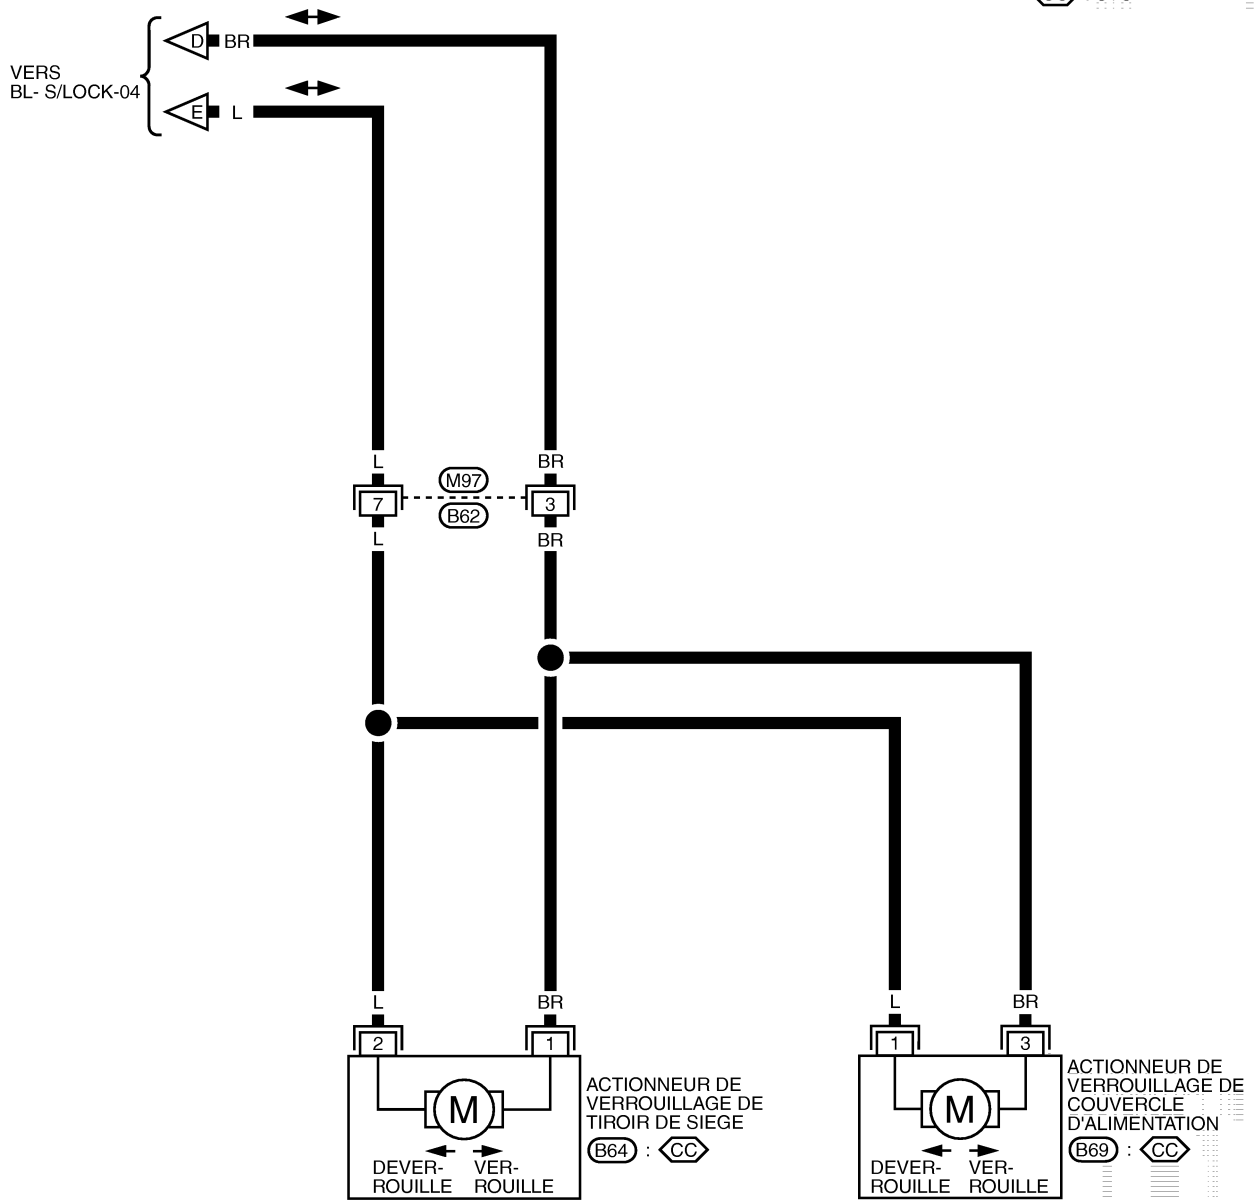 D BR
VERS
BL- S/LOCK-04
E L
L BR
M97
7 3
B62
L BR
L BR L BR
2 1 1 3
M
DEVER-
ROUILLE
VER-
ROUILLE
ACTIONNEUR DE
VERROUILLAGE DE
TIROIR DE SIEGE
B64 : CC
M
DEVER-
ROUILLE
VER-
ROUILLE
ACTIONNEUR DE
VERROUILLAGE DE
COUVERCLE
D'ALIMENTATION
B69 : CC